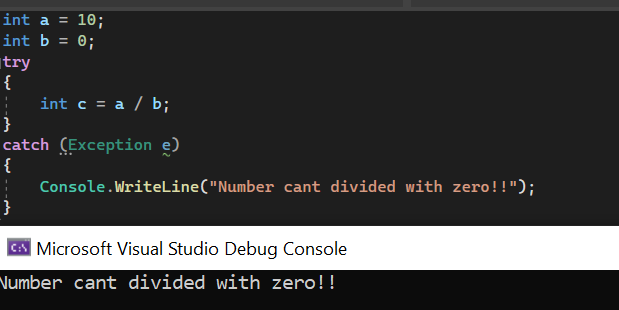 int a = 10;
int b = 0;
try
{
int c = a / b;
}
catch (Exception e)
{
Console.WriteLine("Number cant divided with zero!!");
}
C:\
Microsoft Visual Studio Debug Console
Number cant divided with zero!!